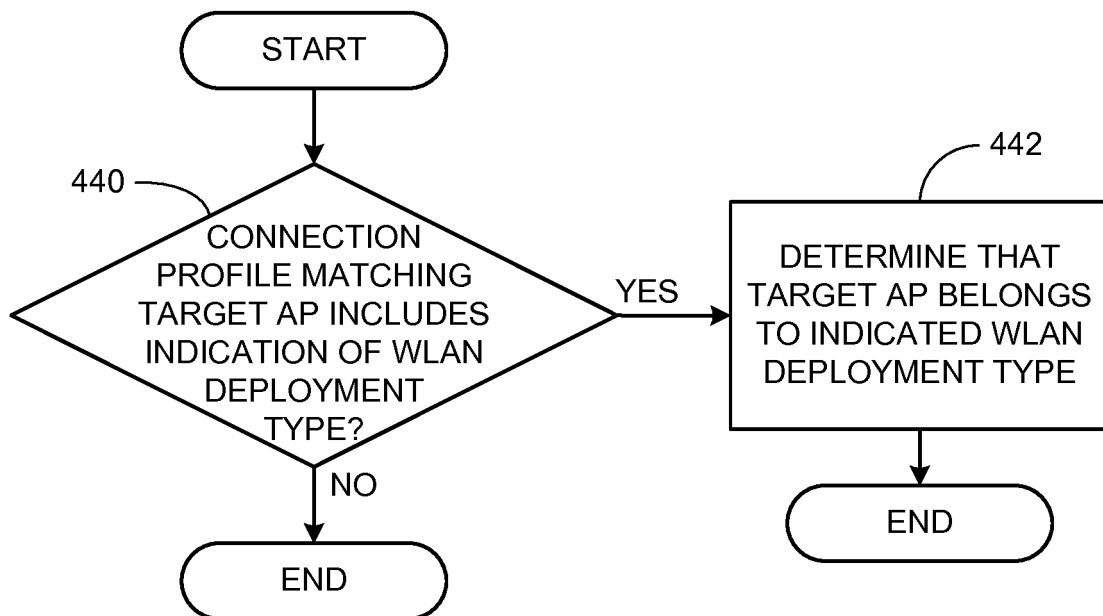 START
440
CONNECTION
PROFILE MATCHING
TARGET AP INCLUDES
INDICATION OF WLAN
DEPLOYMENT
TYPE?
YES
442
DETERMINE THAT
TARGET AP BELONGS
TO INDICATED WLAN
DEPLOYMENT TYPE
NO
END
END